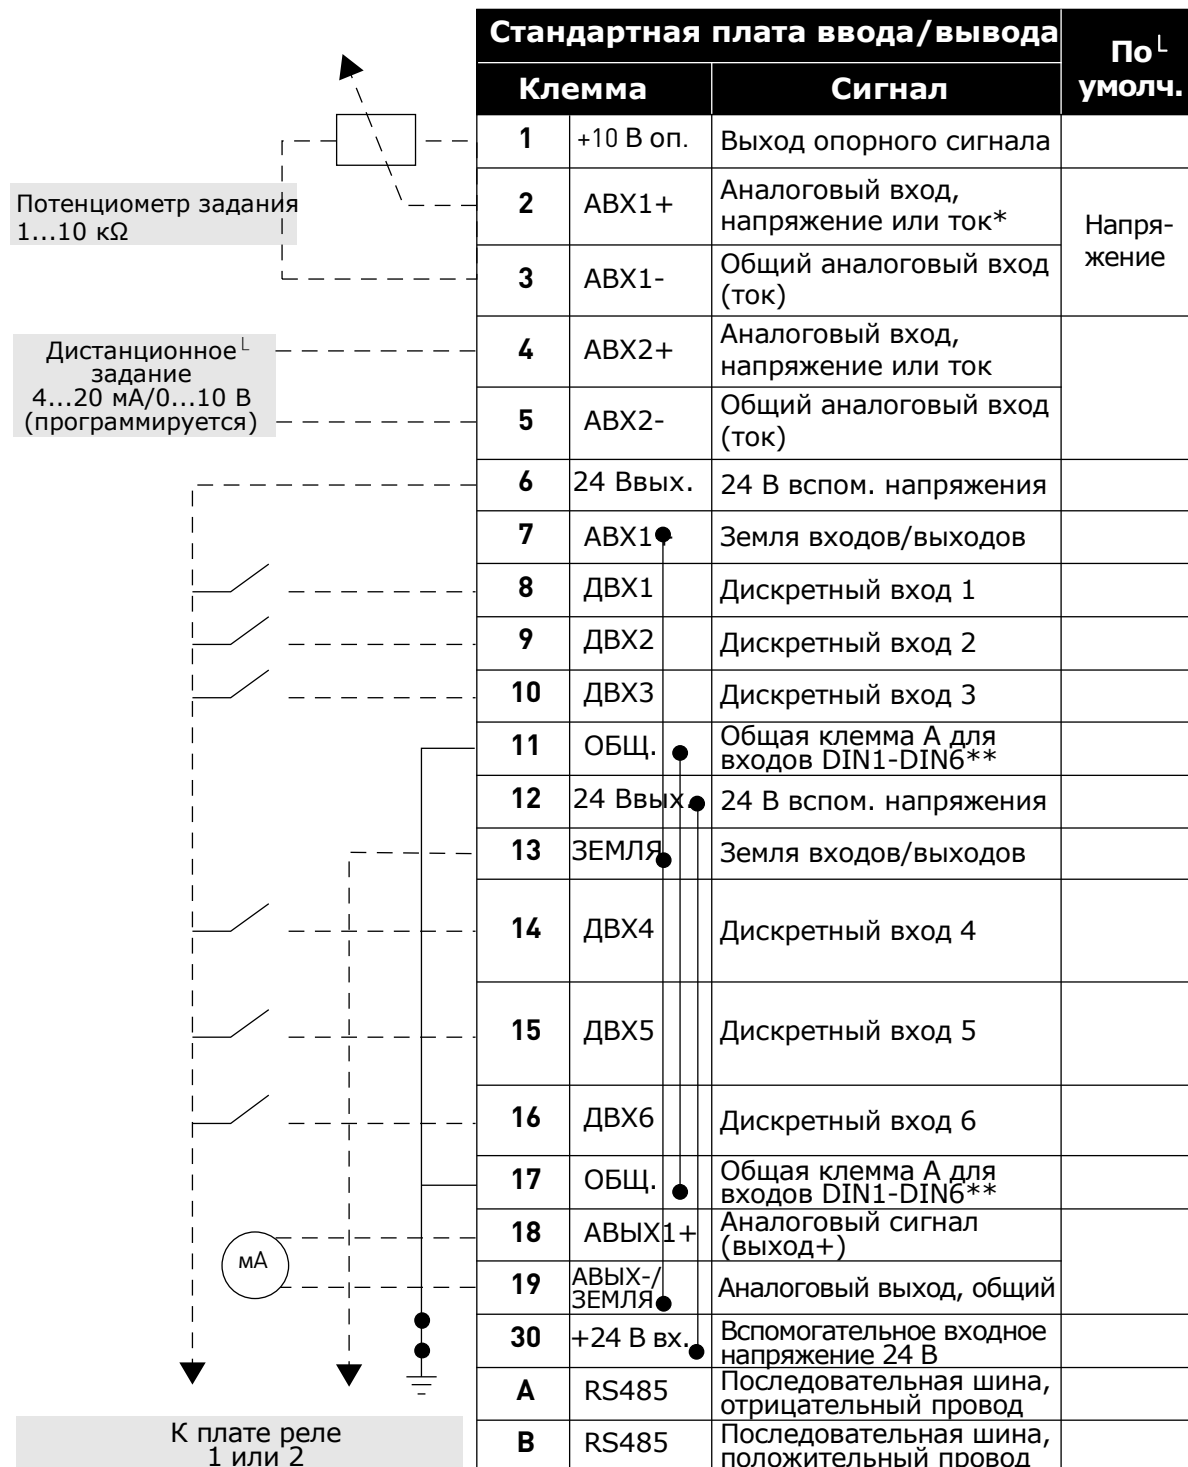 Стандартная плата ввода/вывода
По└
умолч.
Клемма
Сигнал
1
+10 В оп.
Выход опорного сигнала
Потенциометр задания
1...10 кΩ
2
АВХ1+
Аналоговый вход,
напряжение или ток*
Напря-
жение
3
АВХ1-
Общий аналоговый вход
(ток)
Дистанционное└
задание
4...20 мА/0...10 В
(программируется)
4
АВХ2+
Аналоговый вход,
напряжение или ток
5
АВХ2-
Общий аналоговый вход
(ток)
6
24 Ввых.
24 В вспом. напряжения
7
АВХ1+
Земля входов/выходов
8
ДВХ1
Дискретный вход 1
9
ДВХ2
Дискретный вход 2
10
ДВХ3
Дискретный вход 3
11
ОБЩ.
Общая клемма А для
входов DIN1-DIN6**
12
24 Ввых.
24 В вспом. напряжения
13
ЗЕМЛЯ
Земля входов/выходов
14
ДВХ4
Дискретный вход 4
15
ДВХ5
Дискретный вход 5
16
ДВХ6
Дискретный вход 6
17
ОБЩ.
Общая клемма А для
входов DIN1-DIN6**
мА
18
АВЫХ1+
Аналоговый сигнал
(выход+)
19
АВЫХ-/
ЗЕМЛЯ
Аналоговый выход, общий
30
+24 В вх.
Вспомогательное входное
напряжение 24 В
A
RS485
Последовательная шина,
отрицательный провод
К плате реле
1 или 2
B
RS485
Последовательная шина,
положительный провод